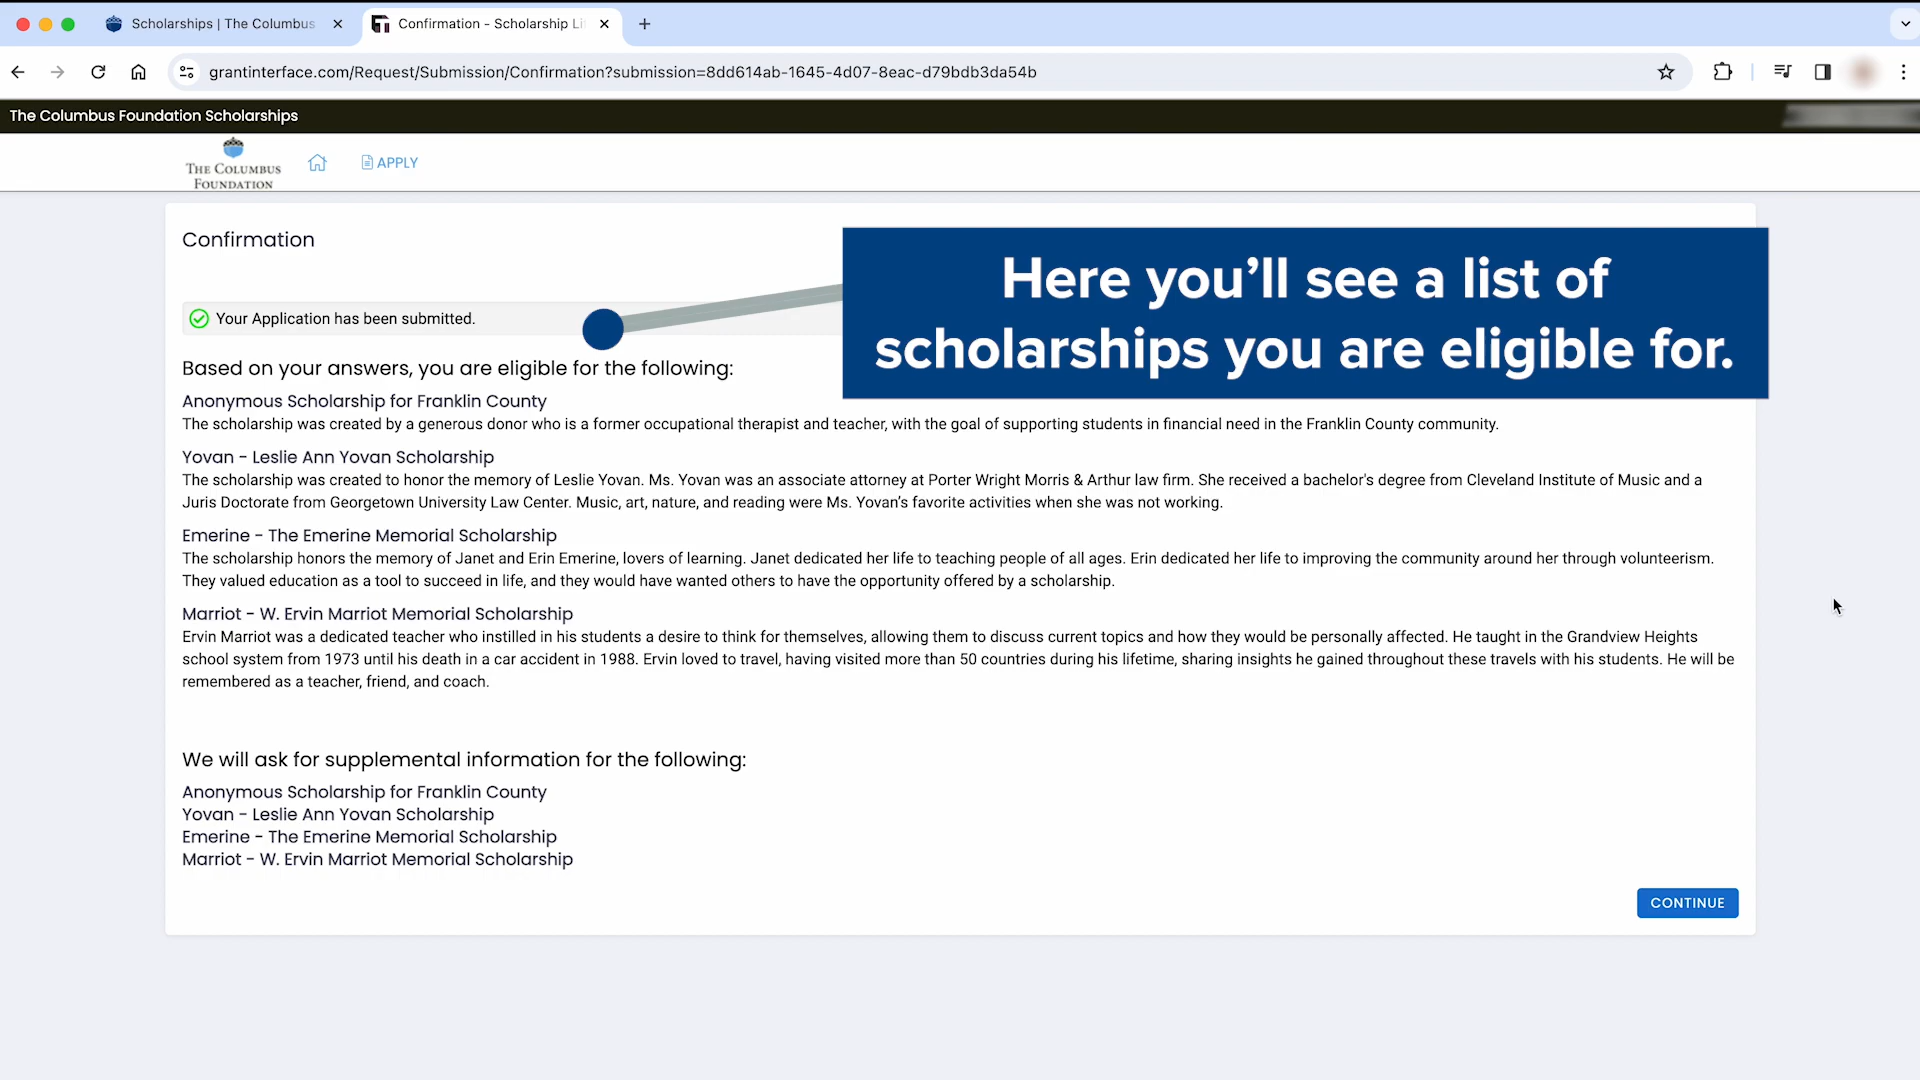 Scholarships | The Columbus
Confirmation - Scholarship Li
grantinterface.com/Request/Submission/Confirmation?submission=8dd614ab-1645-4d07-8eac-d79bdb3da54b
The Columbus Foundation Scholarships
THE COLUMBUS
FOUNDATION
APPLY
Confirmation
Here you’ll see a list of
scholarships you are eligible for.
Your Application has been submitted.
Based on your answers, you are eligible for the following:
Anonymous Scholarship for Franklin County
The scholarship was created by a generous donor who is a former occupational therapist and teacher, with the goal of supporting students in financial need in the Franklin County community.
Yovan - Leslie Ann Yovan Scholarship
The scholarship was created to honor the memory of Leslie Yovan. Ms. Yovan was an associate attorney at Porter Wright Morris & Arthur law firm. She received a bachelor's degree from Cleveland Institute of Music and a
Juris Doctorate from Georgetown University Law Center. Music, art, nature, and reading were Ms. Yovan’s favorite activities when she was not working.
Emerine - The Emerine Memorial Scholarship
The scholarship honors the memory of Janet and Erin Emerine, lovers of learning. Janet dedicated her life to teaching people of all ages. Erin dedicated her life to improving the community around her through volunteerism.
They valued education as a tool to succeed in life, and they would have wanted others to have the opportunity offered by a scholarship.
Marriot - W. Ervin Marriot Memorial Scholarship
Ervin Marriot was a dedicated teacher who instilled in his students a desire to think for themselves, allowing them to discuss current topics and how they would be personally affected. He taught in the Grandview Heights
school system from 1973 until his death in a car accident in 1988. Ervin loved to travel, having visited more than 50 countries during his lifetime, sharing insights he gained throughout these travels with his students. He will be
remembered as a teacher, friend, and coach.
We will ask for supplemental information for the following:
Anonymous Scholarship for Franklin County
Yovan - Leslie Ann Yovan Scholarship
Emerine - The Emerine Memorial Scholarship
Marriot - W. Ervin Marriot Memorial Scholarship
CONTINUE